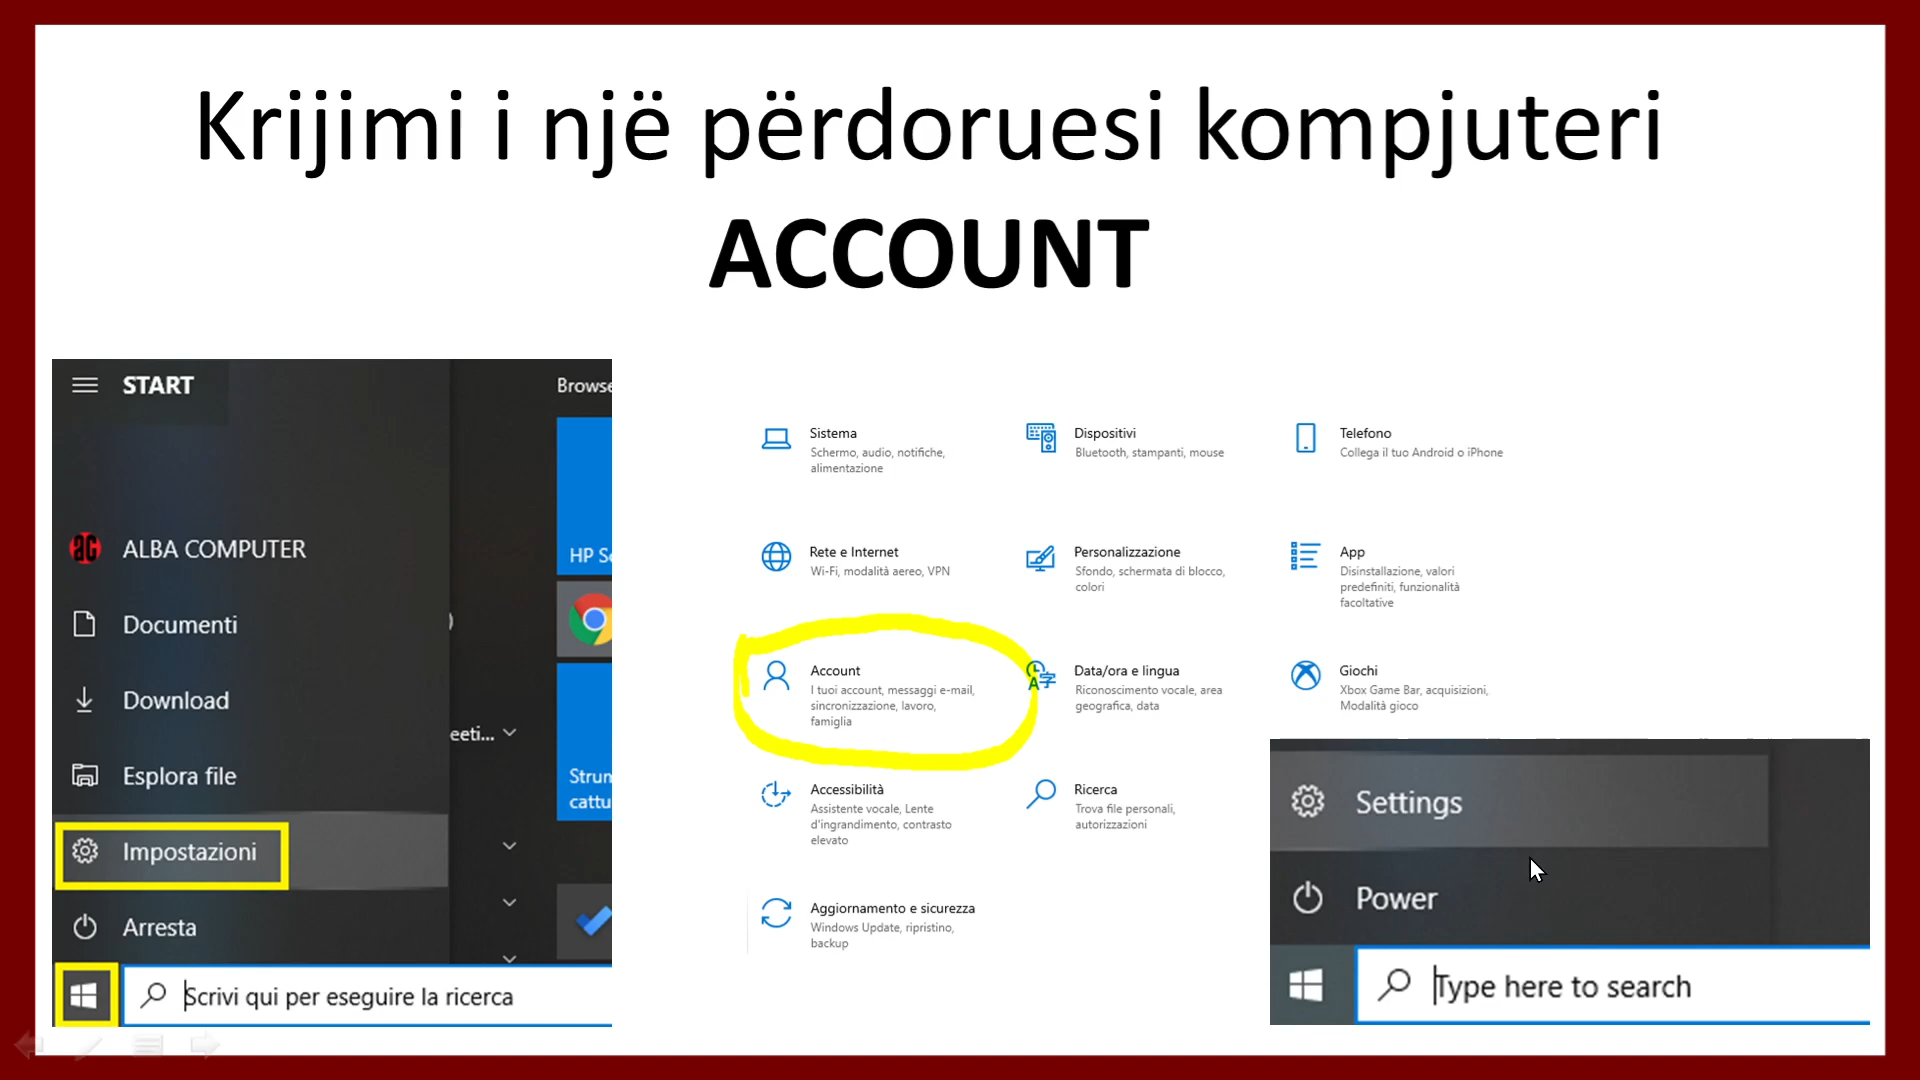 Krijimi i një përdoruesi kompjuteri
ACCOUNT
START
Browse
ALBA COMPUTER
HP
Documenti
Download
eeti...
Esplora file
Impostazioni
Arresta
Scrivi qui per eseguire la ricerca
Sistema
Schermo, audio, notifiche,
alimentazione
Dispositivi
Bluetooth, stampanti, mouse
Telefono
Collega il tuo Android o iPhone
Rete e Internet
Wi-Fi, modalità aereo, VPN
Personalizzazione
Sfondo, schermata di blocco,
colori
App
Disinstallazione, valori
predefiniti, funzionalità
facoltative
Account
I tuoi account, messaggi e-mail,
sincronizzazione, lavoro,
famiglia
Data/ora e lingua
Riconoscimento vocale, area
geografica, data
Giochi
Xbox Game Bar, acquisizioni,
Modalità gioco
Accessibilità
Assistente vocale, Lente
d'ingrandimento, contrasto
elevato
Ricerca
Trova file personali,
autorizzazioni
Aggiornamento e sicurezza
Windows Update, ripristino,
backup
Settings
Power
Type here to search